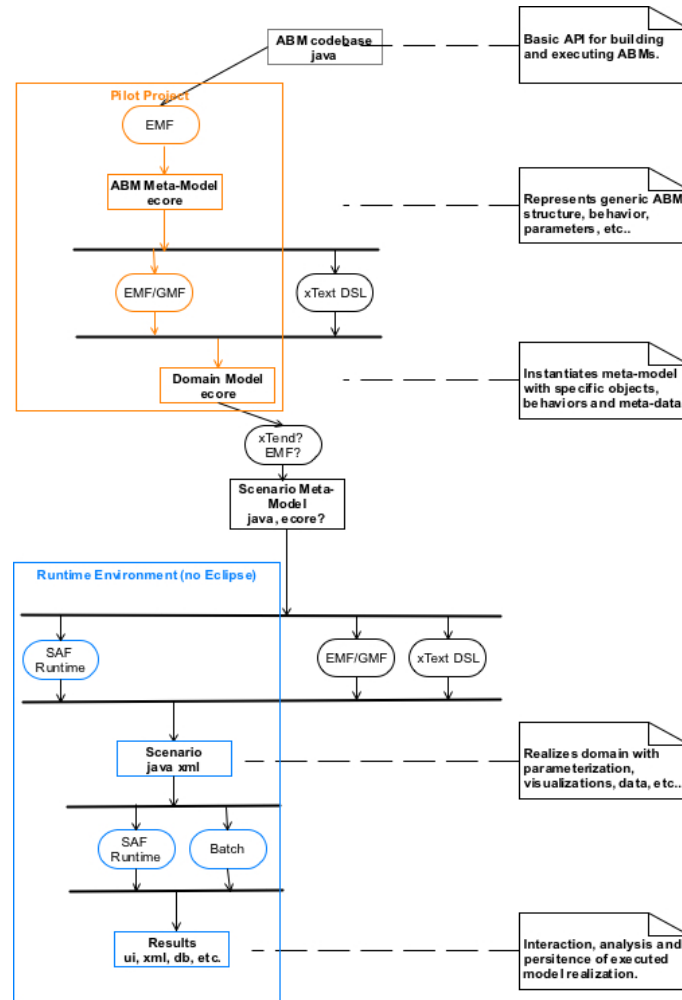 ABM codebase
java
Basic API for building
and executing ABMs.
Pilot Project
EMF
ABM Meta-Model
ecore
Represents generic ABM
structure, behavior,
parameters, etc..
EMF/GMF
xText DSL
Domain Model
ecore
Instantiates meta-model
with specific objects,
behaviors and meta-data
xTend?
EMF?
Scenario Meta-
Model
java, ecore?
Runtime Environment (no Eclipse)
SAF
Runtime
EMF/GMF
xText DSL
Scenario
java xml
Realizes domain with
parameterization,
visualizations, data, etc..
SAF
Runtime
Batch
Results
ui, xml, db, etc.
Interaction, analysis and
persitence of executed
model realization.